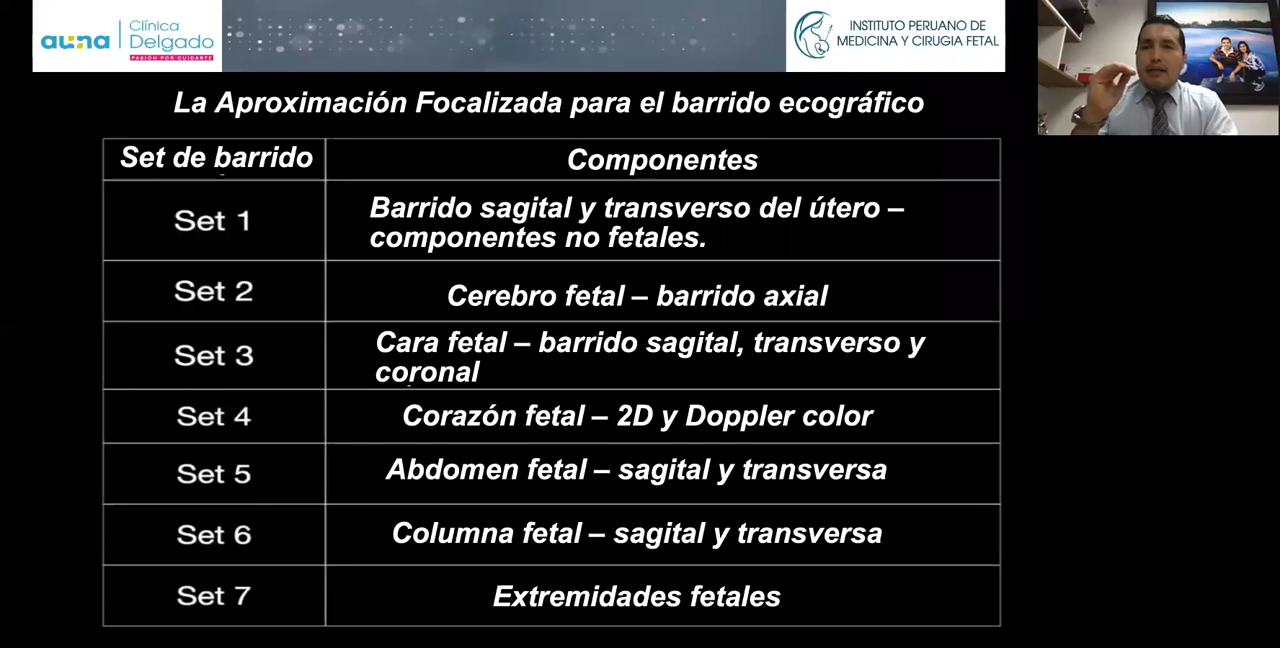 auna
Clínica
Delgado
PASIÓN POR CUIDARTE
INSTITUTO PERUANO DE
MEDICINA Y CIRUGIA FETAL
La Aproximación Focalizada para el barrido ecográfico
Set de barrido
Componentes
Set 1
Barrido sagital y transverso del útero –
componentes no fetales.
Set 2
Cerebro fetal – barrido axial
Set 3
Cara fetal – barrido sagital, transverso y
coronal
Set 4
Corazón fetal – 2D y Doppler color
Set 5
Abdomen fetal – sagital y transversa
Set 6
Columna fetal – sagital y transversa
Set 7
Extremidades fetales